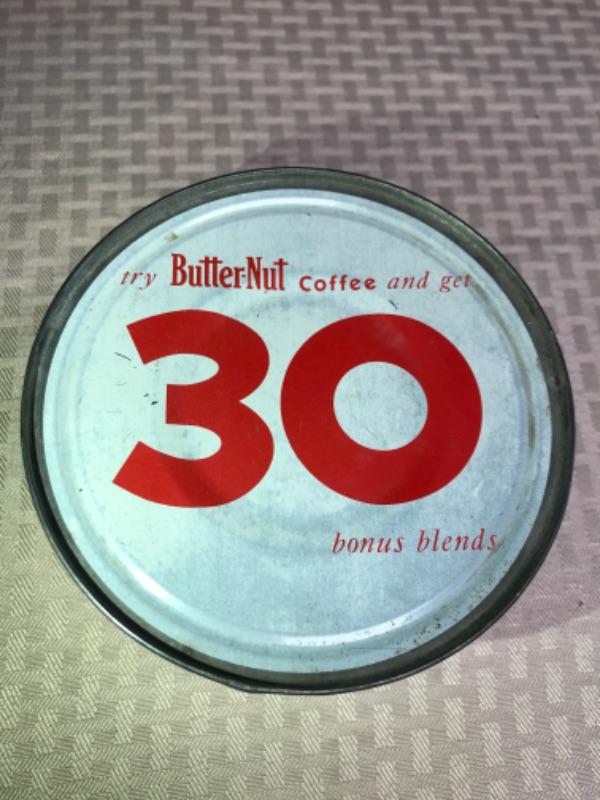 try Butter-Nut Coffee and get
30
bonus blends